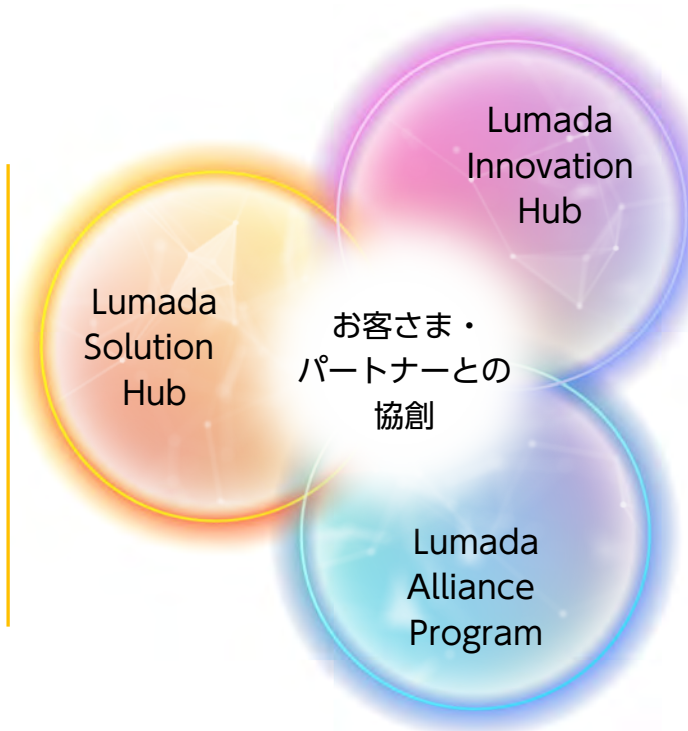 Lumada
Innovation
Hub
Lumada
Solution
Hub
お客さま・
パートナーとの
協創
Lumada
Alliance
Program